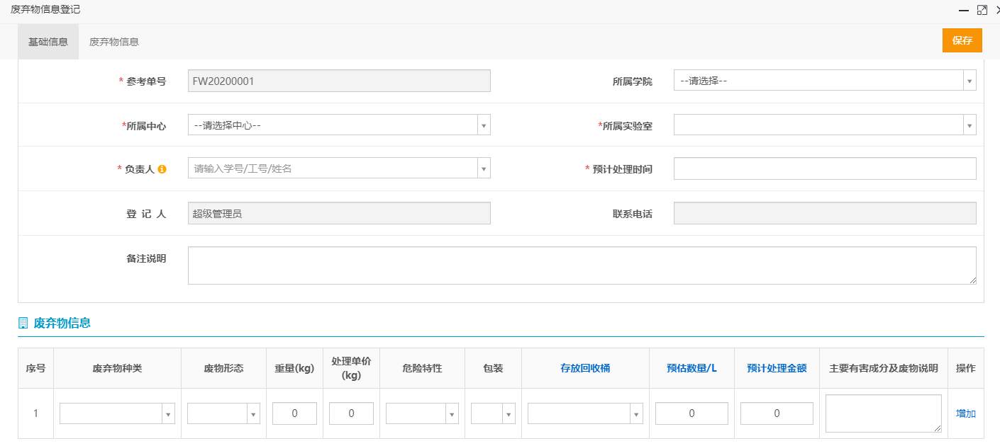 废弃物信息登记
基础信息 废弃物信息 保存
* 参考单号 FW20200001 所属学院 --请选择--
*所属中心 --请选择中心-- *所属实验室
* 负责人 请输入学号/工号/姓名 * 预计处理时间
登 记 人 超级管理员 联系电话
备注说明
废弃物信息
序号 废弃物种类 废物形态 重量(kg) 处理单价(kg) 危险特性 包装 存放回收桶 预估数量/L 预计处理金额 主要有害成分及废物说明 操作
1 0 0 0 0 增加